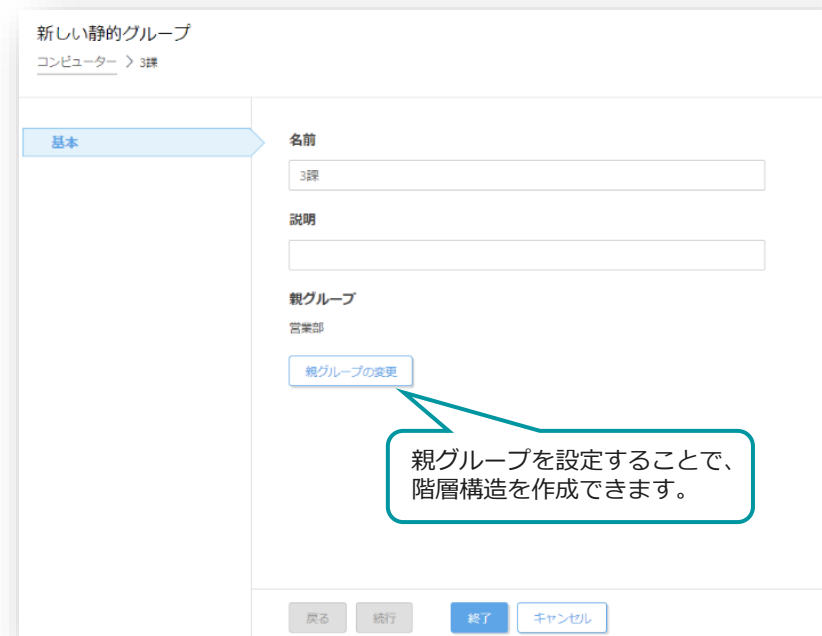 新しい静的グループ
コンピューター > 3課
基本
名前
3課
説明
親グループ
営業部
親グループの変更
親グループを設定することで、
階層構造を作成できます。
戻る 続行 終了 キャンセル